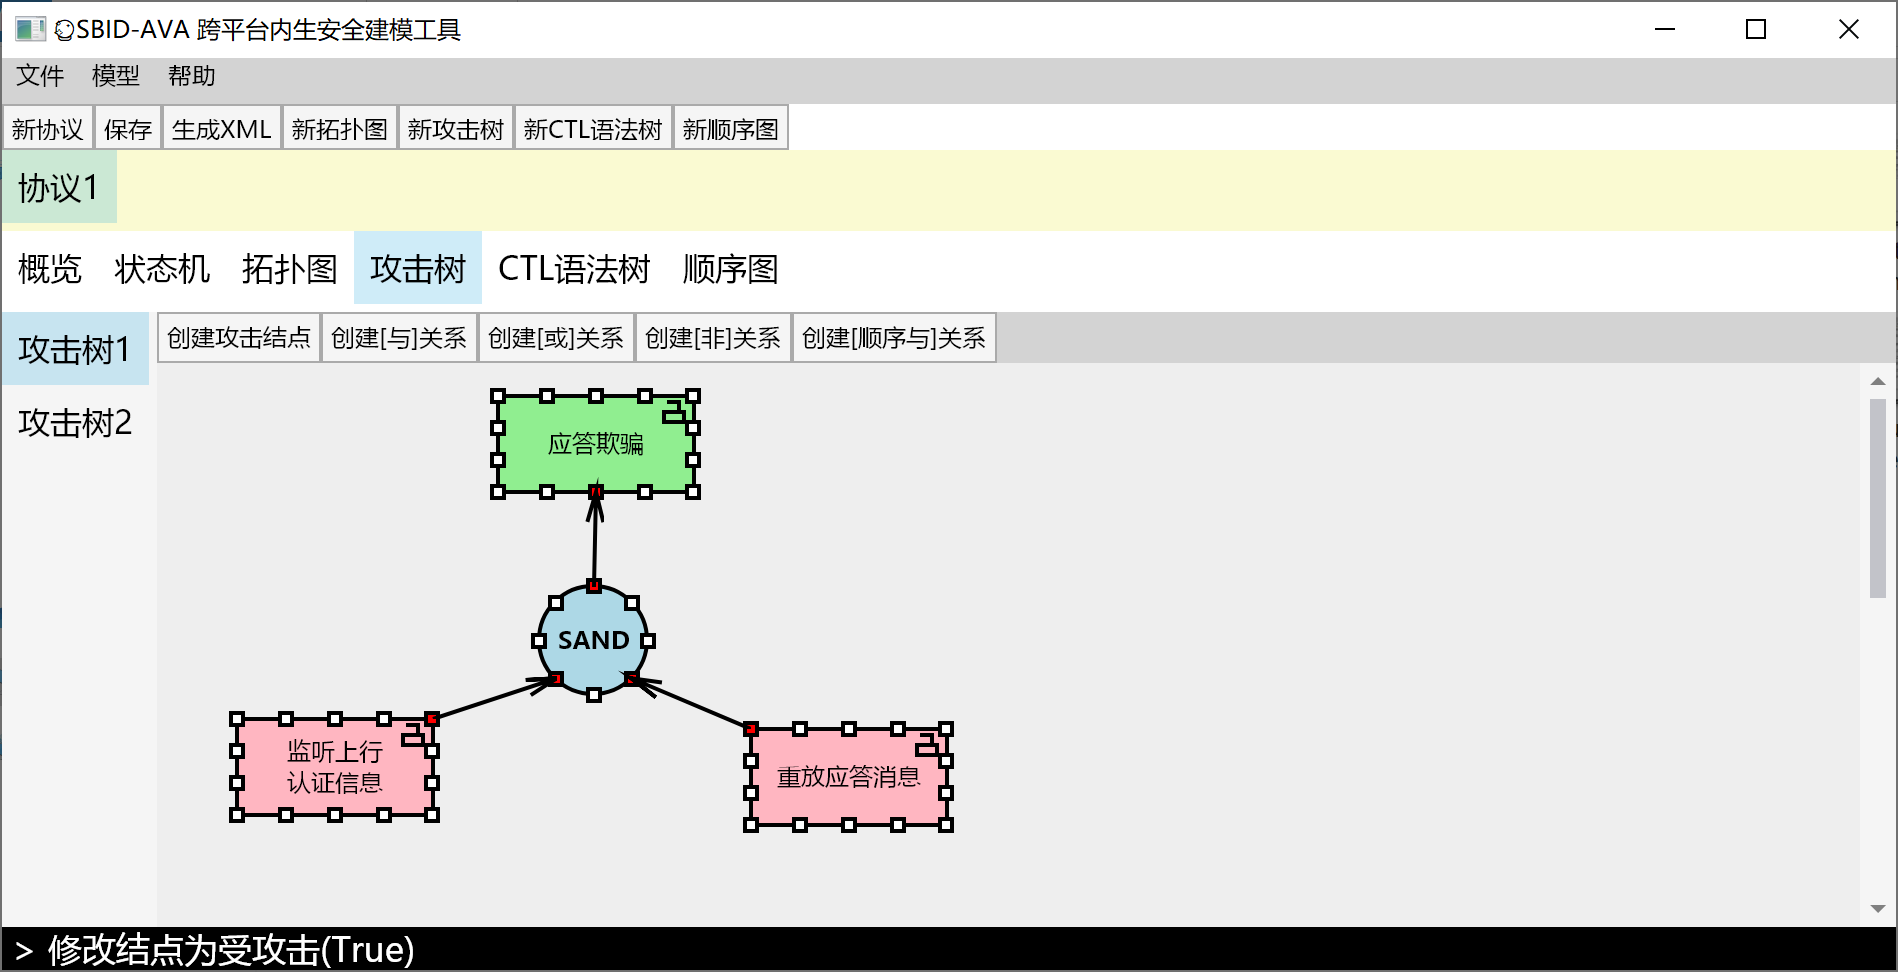 SBID-AVA 跨平台内生安全建模工具
文件 模型 帮助
新协议 保存 生成XML 新拓扑图 新攻击树 新CTL语法树 新顺序图
协议1
概览 状态机 拓扑图 攻击树 CTL语法树 顺序图
攻击树1
攻击树2
创建攻击结点 创建[与]关系 创建[或]关系 创建[非]关系 创建[顺序与]关系
应答欺骗
SAND
监听上行
认证信息
重放应答消息
> 修改结点为受攻击(True)